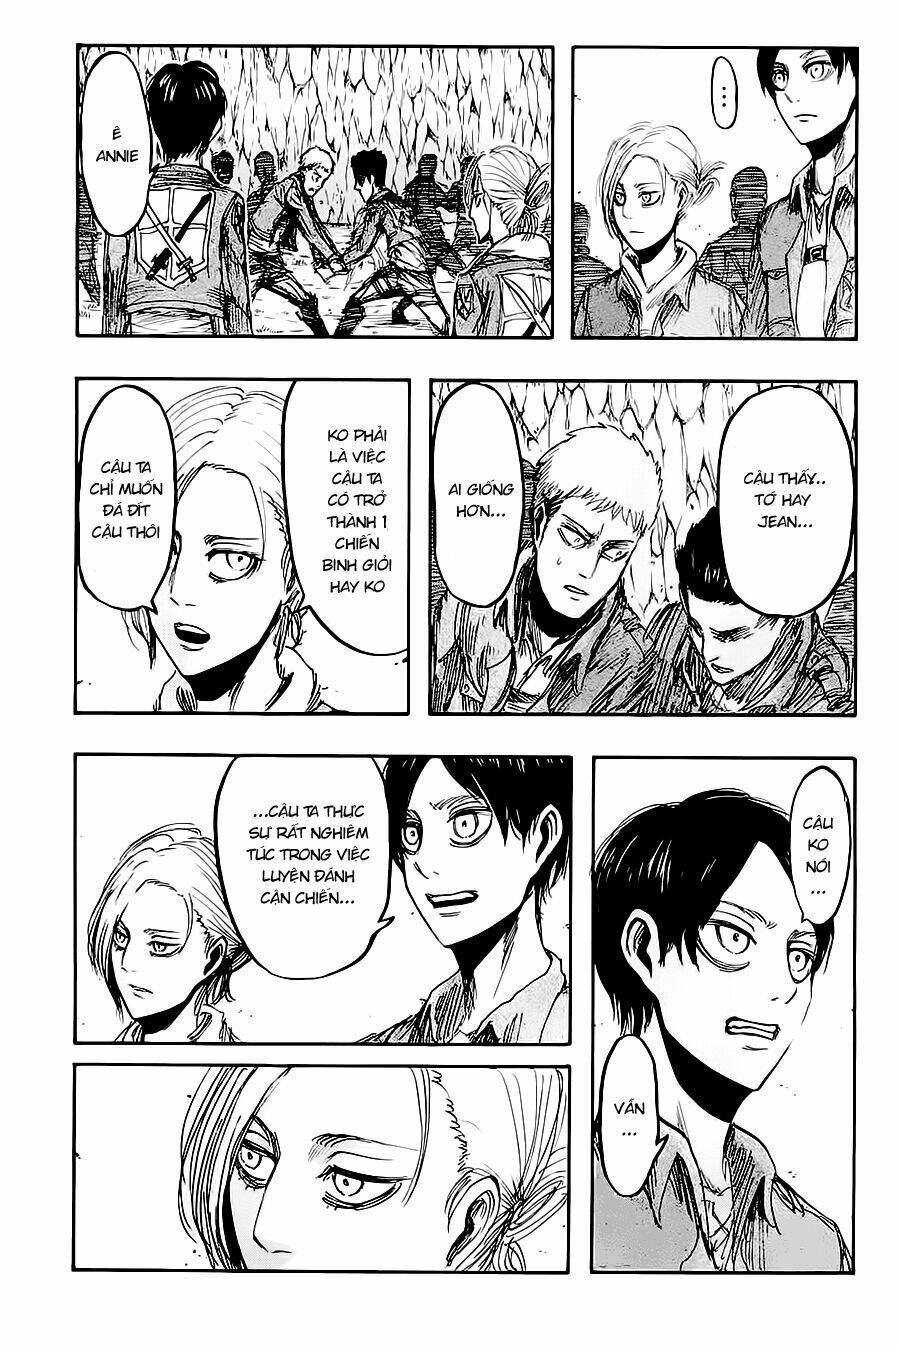 ...
Ê
ANNIE
CẬU THẤY..
TỚ HAY
JEAN...
AI GIỐNG
HƠN...
KO PHẢI
LÀ VIỆC
CẬU TA
CÓ TRỞ
THÀNH 1
CHIẾN
BINH GIỎI
HAY KO
CẬU TA
CHỈ MUỐN
ĐÁ ĐÍT
CẬU THÔI
CẬU
KO
NÓI
...
VẪN
...
...CẬU TA THỰC
SỰ RẤT NGHIÊM
TÚC TRONG VIỆC
LUYỆN ĐÁNH
CẬN CHIẾN...